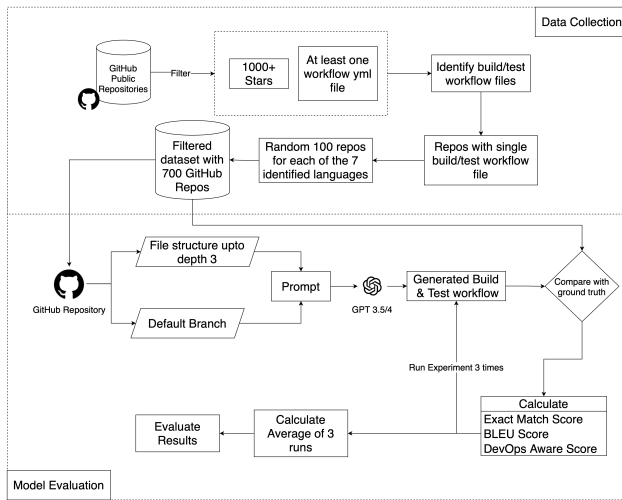 Data Collection
GitHub
Public
Repositories
Filter
1000+
Stars
At least one
workflow yml
file
Identify build/test
workflow files
Filtered
dataset with
700 GitHub
Repos
Random 100 repos
for each of the 7
identified languages
Repos with single
build/test workflow
file
File structure upto
depth 3
GitHub Repository
Default Branch
Prompt
GPT 3.5/4
Generated Build
& Test workflow
Compare with
ground truth
Run Experiment 3 times
Evaluate
Results
Calculate
Average of 3
runs
Calculate
Exact Match Score
BLEU Score
DevOps Aware Score
Model Evaluation